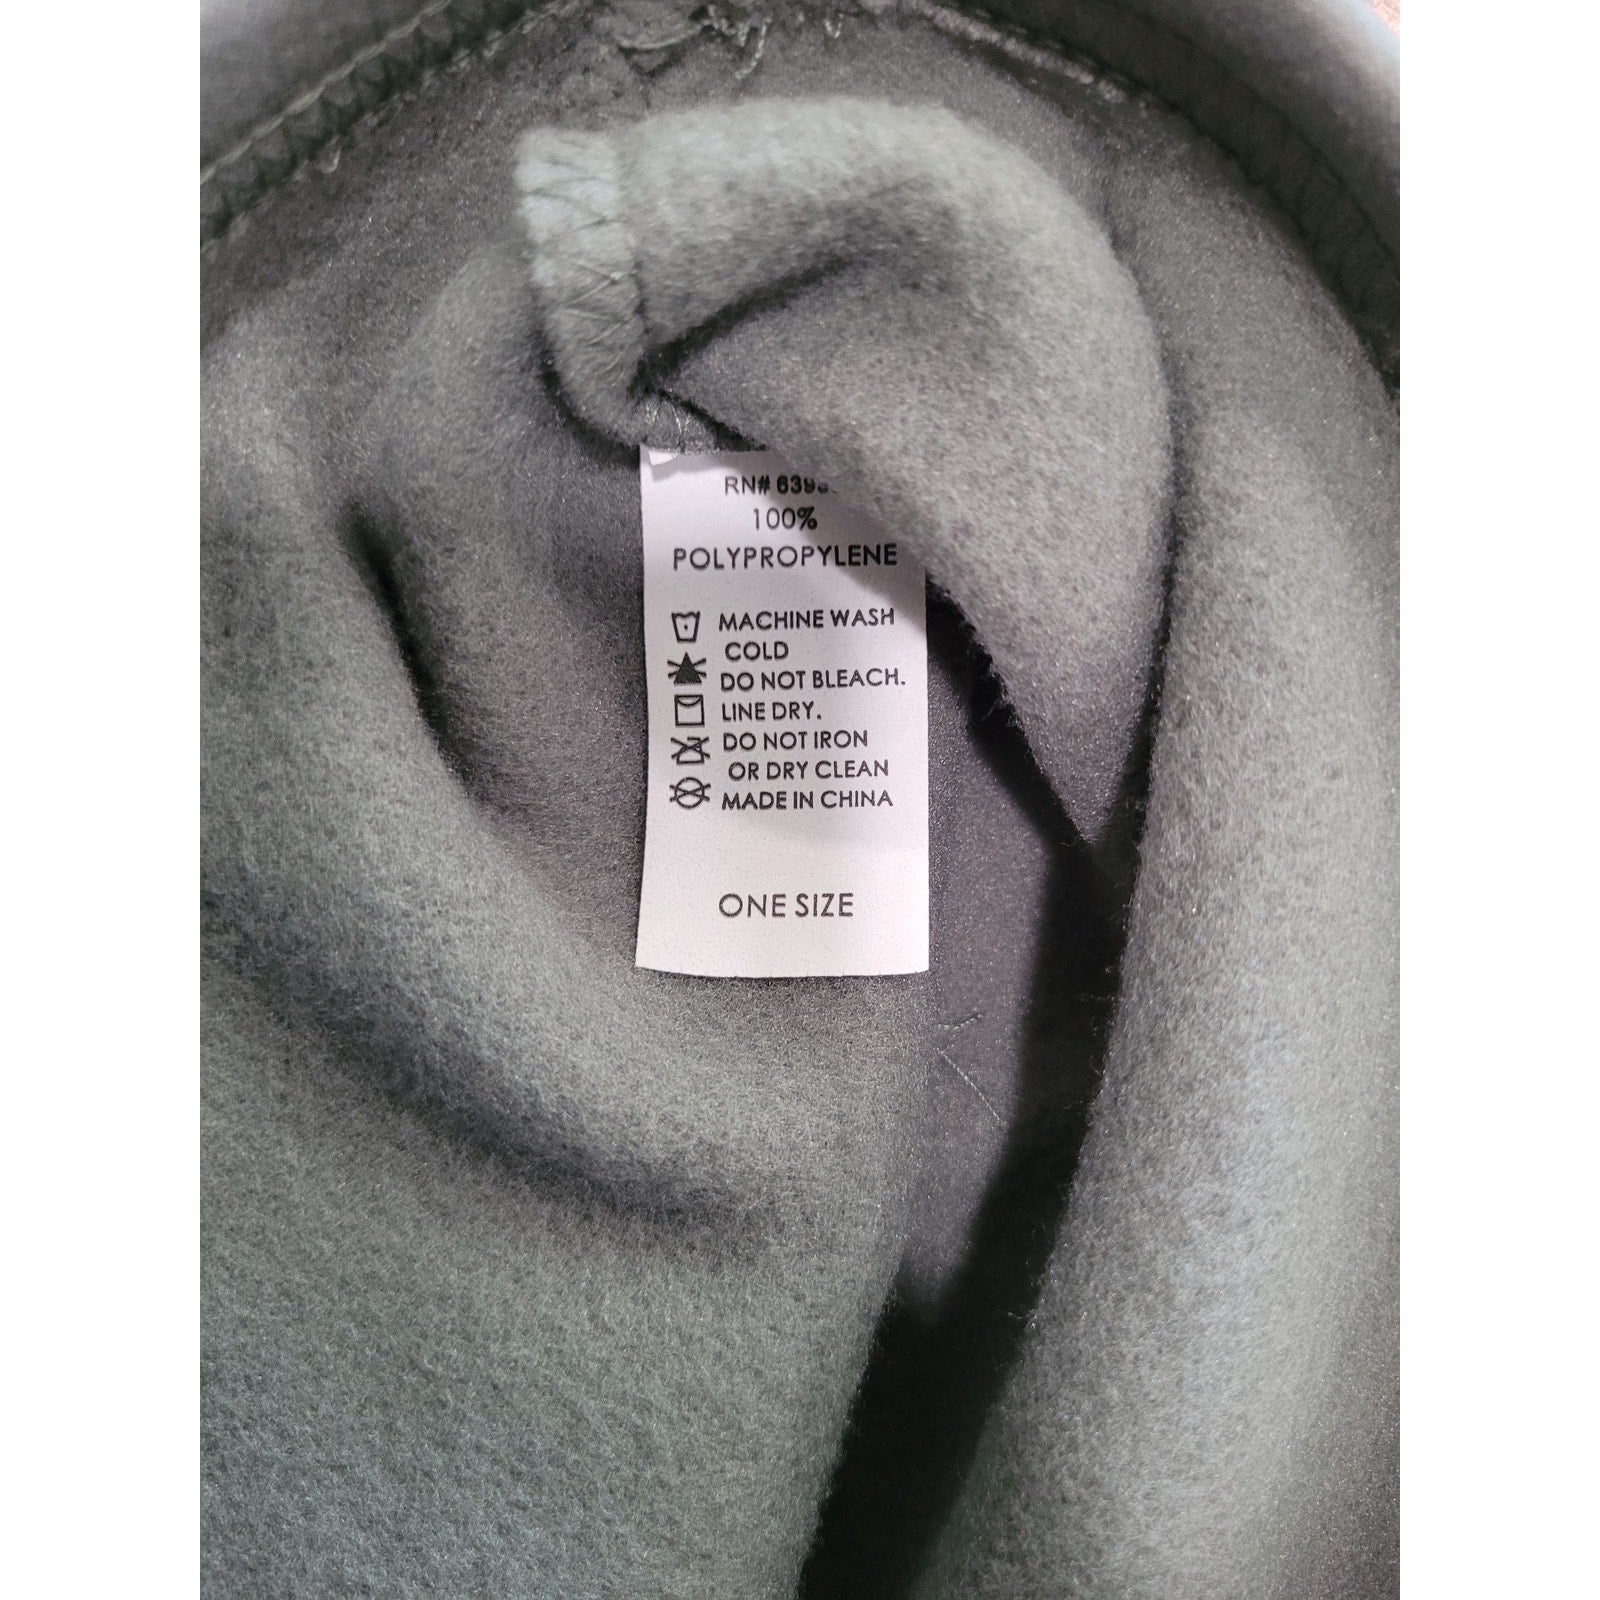 RN#
100%
POLYPROPYLENE
MACHINE WASH
COLD
DO NOT BLEACH.
LINE DRY.
DO NOT IRON
OR DRY CLEAN
MADE IN CHINA
ONE SIZE